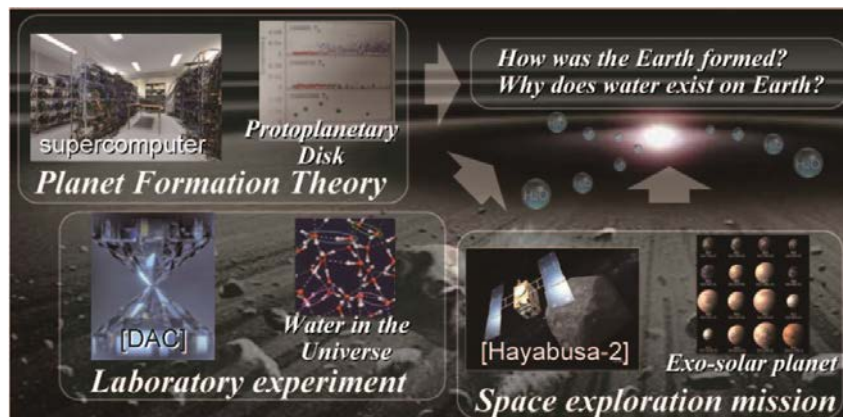 supercomputer
Protoplanetary
Disk
Planet Formation Theory
How was the Earth formed?
Why does water exist on Earth?
H2O
[DAC]
Water in the
Universe
Laboratory experiment
[Hayabusa-2]
Exo-solar planet
Space exploration mission